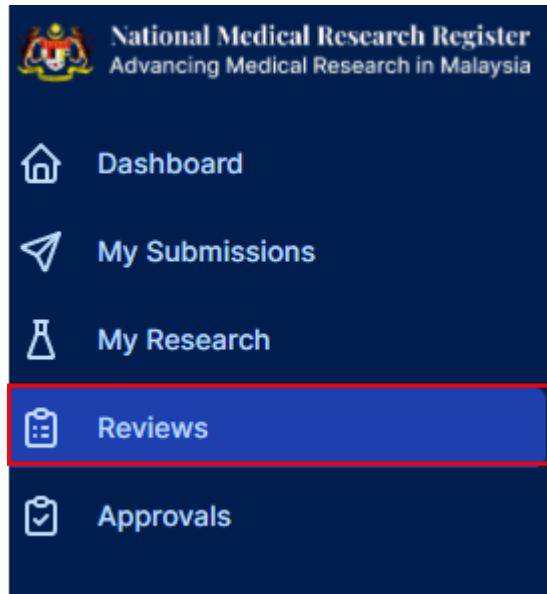 National Medical Research Register
Advancing Medical Research in Malaysia
Dashboard
My Submissions
My Research
Reviews
Approvals